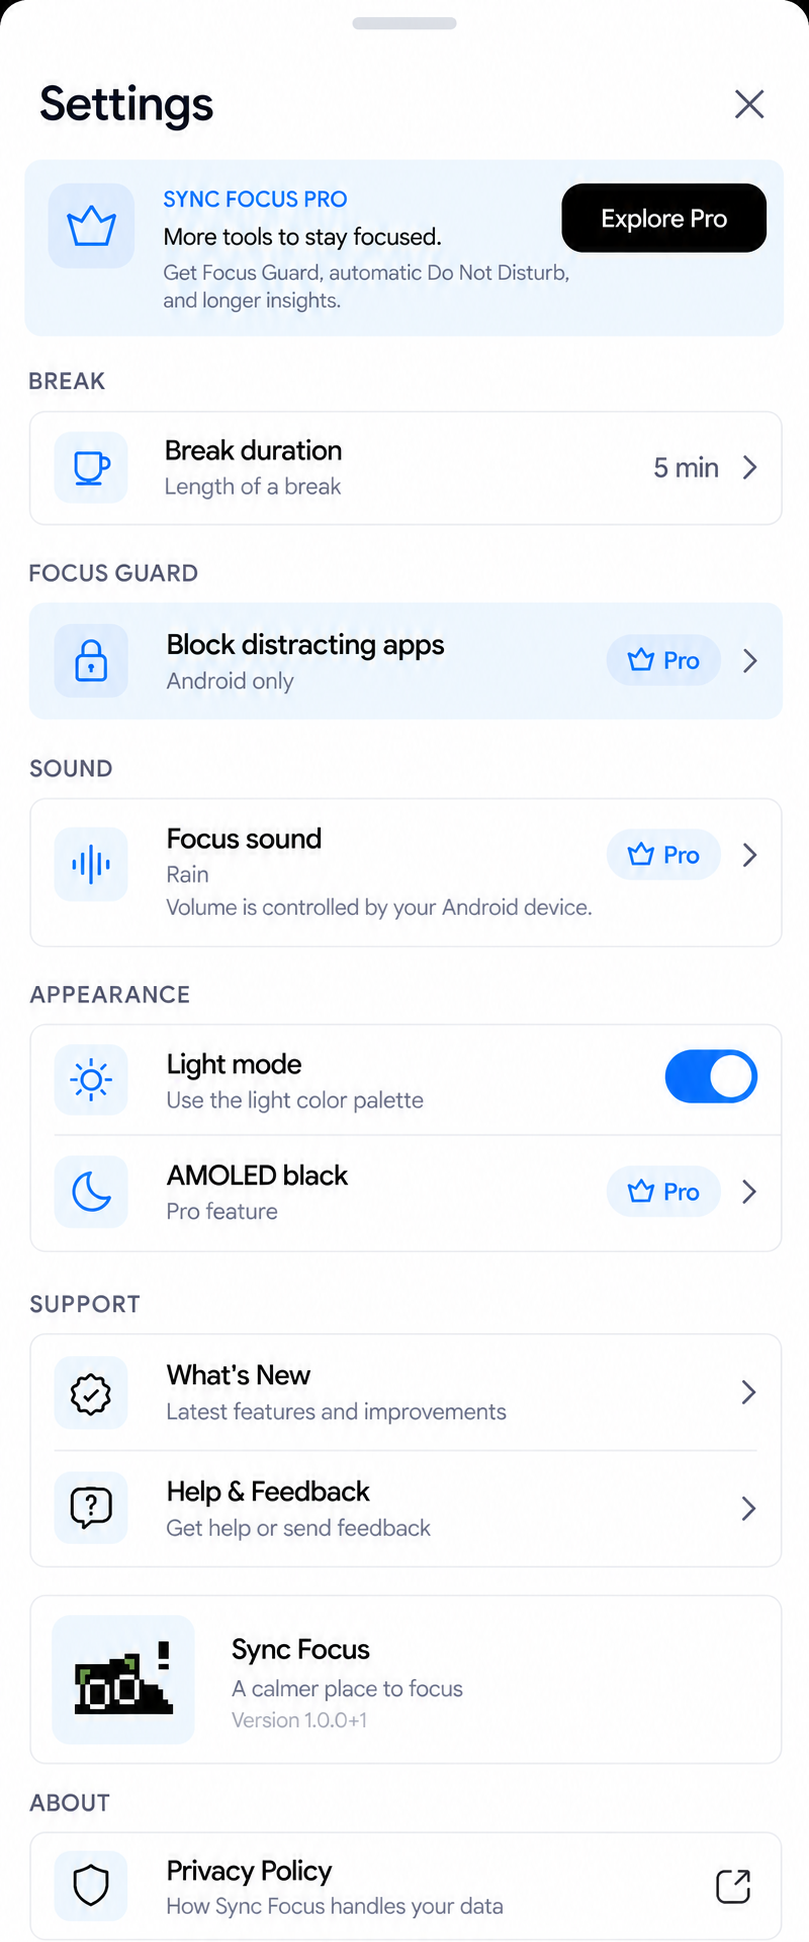 Settings
SYNC FOCUS PRO
More tools to stay focused.
Get Focus Guard, automatic Do Not Disturb,
and longer insights.
Explore Pro
BREAK
Break duration
Length of a break
5 min
FOCUS GUARD
Block distracting apps
Android only
Pro
SOUND
Focus sound
Rain
Volume is controlled by your Android device.
Pro
APPEARANCE
Light mode
Use the light color palette
AMOLED black
Pro feature
Pro
SUPPORT
What's New
Latest features and improvements
Help & Feedback
Get help or send feedback
Sync Focus
A calmer place to focus
Version 1.0.0+1
ABOUT
Privacy Policy
How Sync Focus handles your data